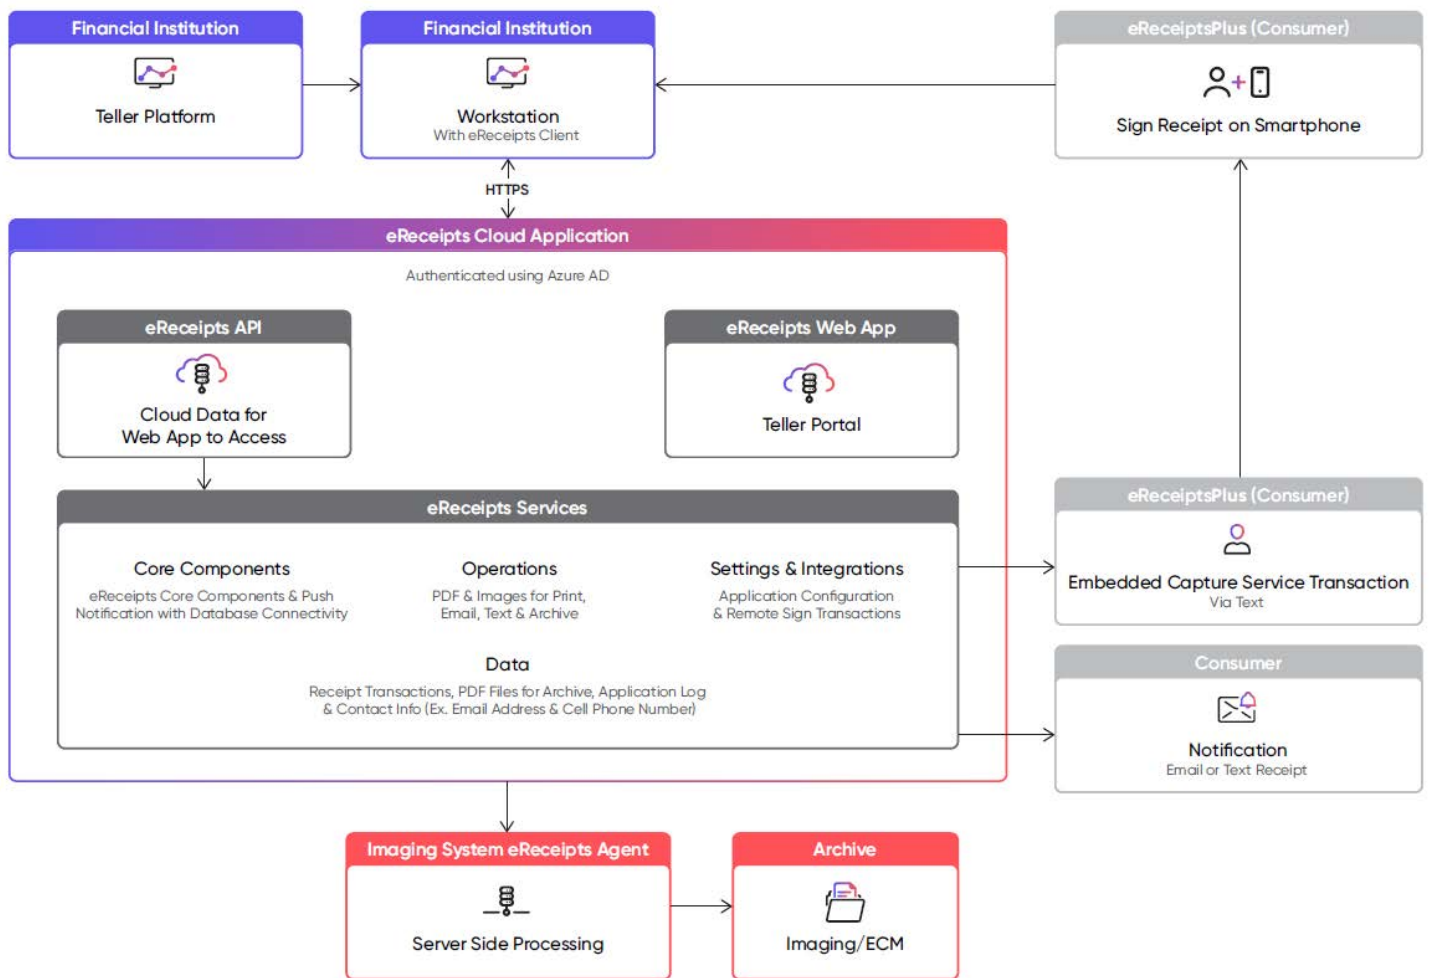 Financial Institution
Teller Platform
Financial Institution
Workstation
With eReceipts Client
eReceiptsPlus (Consumer)
Sign Receipt on Smartphone
HTTPS
eReceipts Cloud Application
Authenticated using Azure AD
eReceipts API
Cloud Data for
Web App to Access
eReceipts Web App
Teller Portal
eReceipts Services
Core Components
eReceipts Core Components & Push
Notification with Database Connectivity
Operations
PDF & Images for Print,
Email, Text & Archive
Settings & Integrations
Application Configuration
& Remote Sign Transactions
Data
Receipt Transactions, PDF Files for Archive, Application Log
& Contact Info (Ex. Email Address & Cell Phone Number)
eReceiptsPlus (Consumer)
Embedded Capture Service Transaction
Via Text
Consumer
Notification
Email or Text Receipt
Imaging System eReceipts Agent
Server Side Processing
Archive
Imaging/ECM